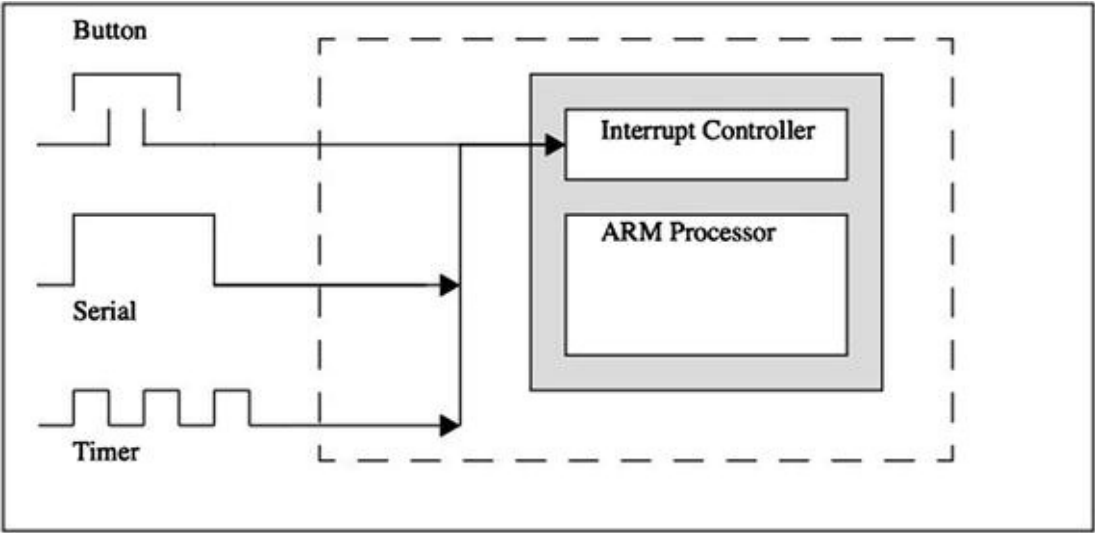 Button
Interrupt Controller
ARM Processor
Serial
Timer